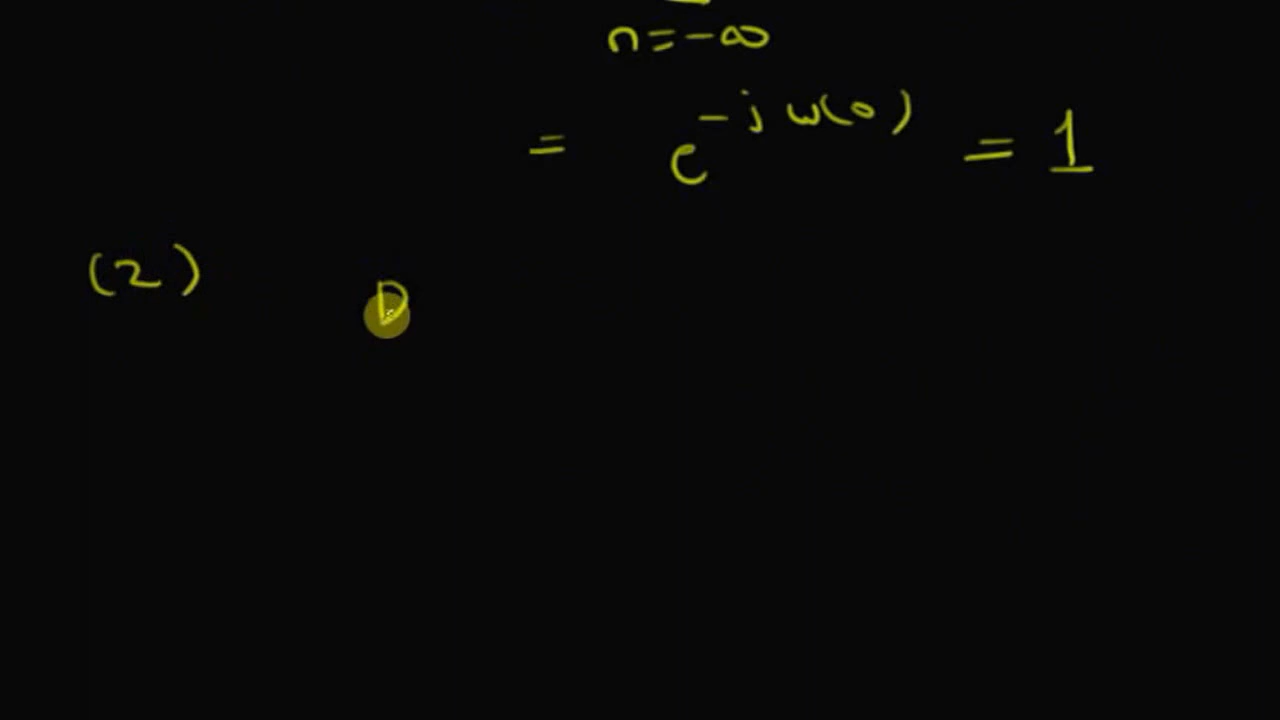 n=-∞
= e^{-jω(0)} = 1
(2) D